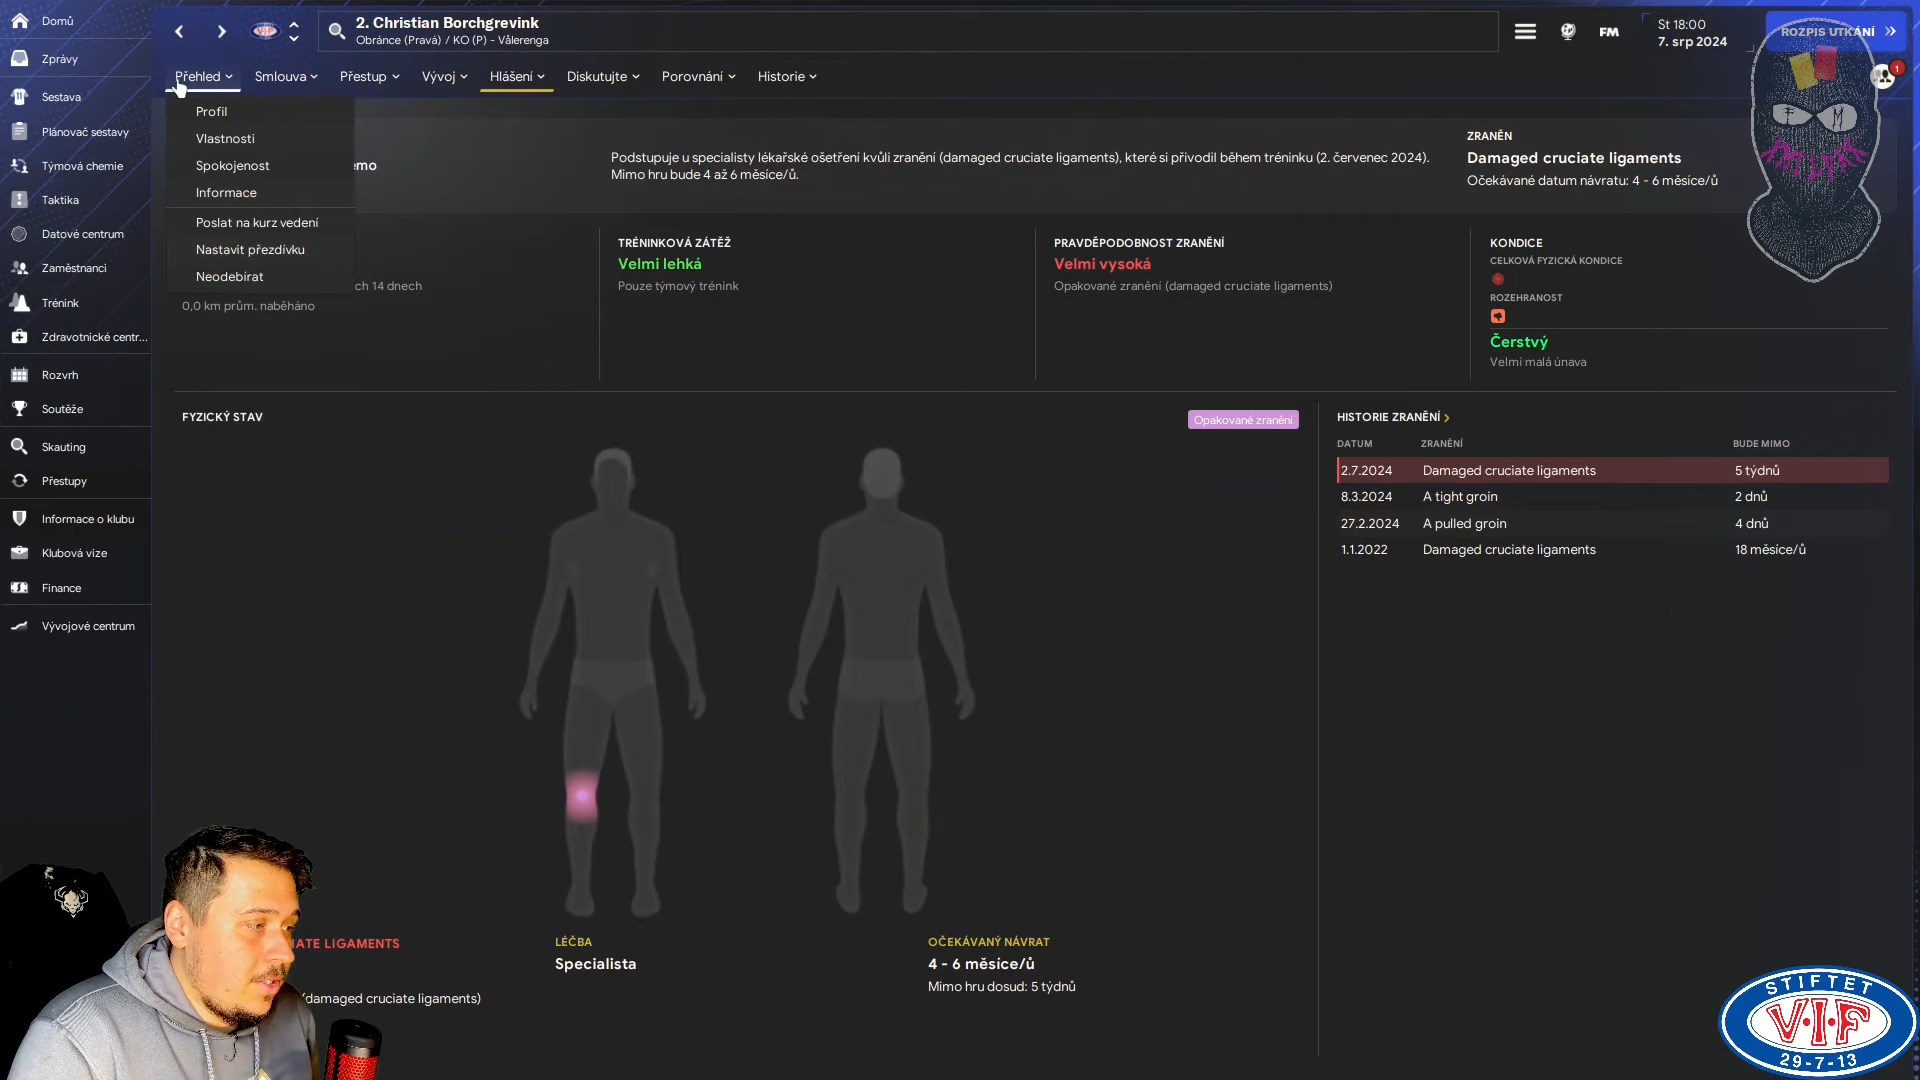 Domů
Zprávy
Sestava
Plánovač sestavy
Týmová chemie
Taktika
Datové centrum
Zaměstnanci
Trénink
Zdravotnické centr...
Rozvrh
Soutěže
Skauting
Přestupy
Informace o klubu
Klubová vize
Finance
Vývojové centrum
2. Christian Borchgrevink
Obránce (Pravá) / KO (P) - Vålerenga
FM
St 18:00
7. srp 2024
ROZPIS UTKÁNÍ
1
Přehled
Smlouva
Přestup
Vývoj
Hlášení
Diskutujte
Porovnání
Historie
Profil
Vlastnosti
Spokojenost
Informace
Poslat na kurz vedení
Nastavit přezdívku
Neodebírat
Podstupuje u specialisty lékařské ošetření kvůli zranění (damaged cruciate ligaments), které si přivodil během tréninku (2. červenec 2024).
Mimo hru bude 4 až 6 měsíce/ů.
ZRANĚN
Damaged cruciate ligaments
Očekávané datum návratu: 4 - 6 měsíce/ů
ch 14 dnech
0,0 km prům. naběháno
TRÉNINKOVÁ ZÁTĚŽ
Velmi lehká
Pouze týmový trénink
PRAVDĚPODOBNOST ZRANĚNÍ
Velmi vysoká
Opakované zranění (damaged cruciate ligaments)
KONDICE
CELKOVÁ FYZICKÁ KONDICE
ROZEHRANOST
Čerstvý
Velmi malá únava
FYZICKÝ STAV
Opakované zranění
HISTORIE ZRANĚNÍ
DATUM ZRANĚNÍ BUDE MIMO
2.7.2024 Damaged cruciate ligaments 5 týdnů
8.3.2024 A tight groin 2 dnů
27.2.2024 A pulled groin 4 dnů
1.1.2022 Damaged cruciate ligaments 18 měsíce/ů
IATE LIGAMENTS
(damaged cruciate ligaments)
LÉČBA
Specialista
OČEKÁVANÝ NÁVRAT
4 - 6 měsíce/ů
Mimo hru dosud: 5 týdnů
STIFTET
V·I·F
29-7-13